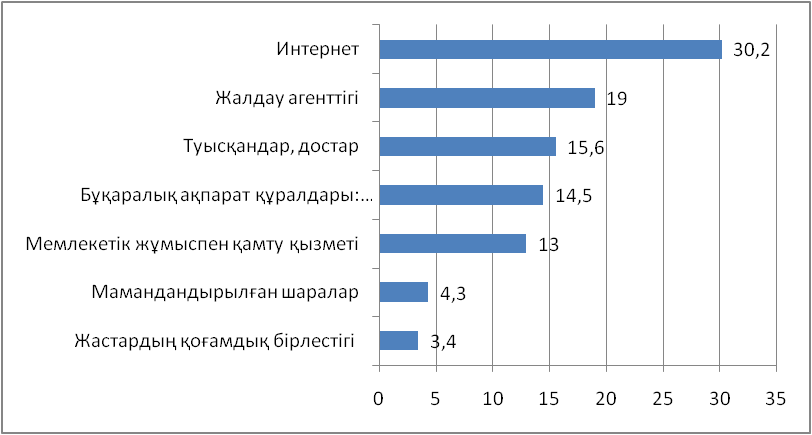 Интернет 30,2
Жалдау агенттігі 19
Туысқандар, достар 15,6
Бұқаралық ақпарат құралдары:... 14,5
Мемлекетік жұмыспен қамту қызметі 13
Мамандандырылған шаралар 4,3
Жастардың қоғамдық бірлестігі 3,4
0 5 10 15 20 25 30 35